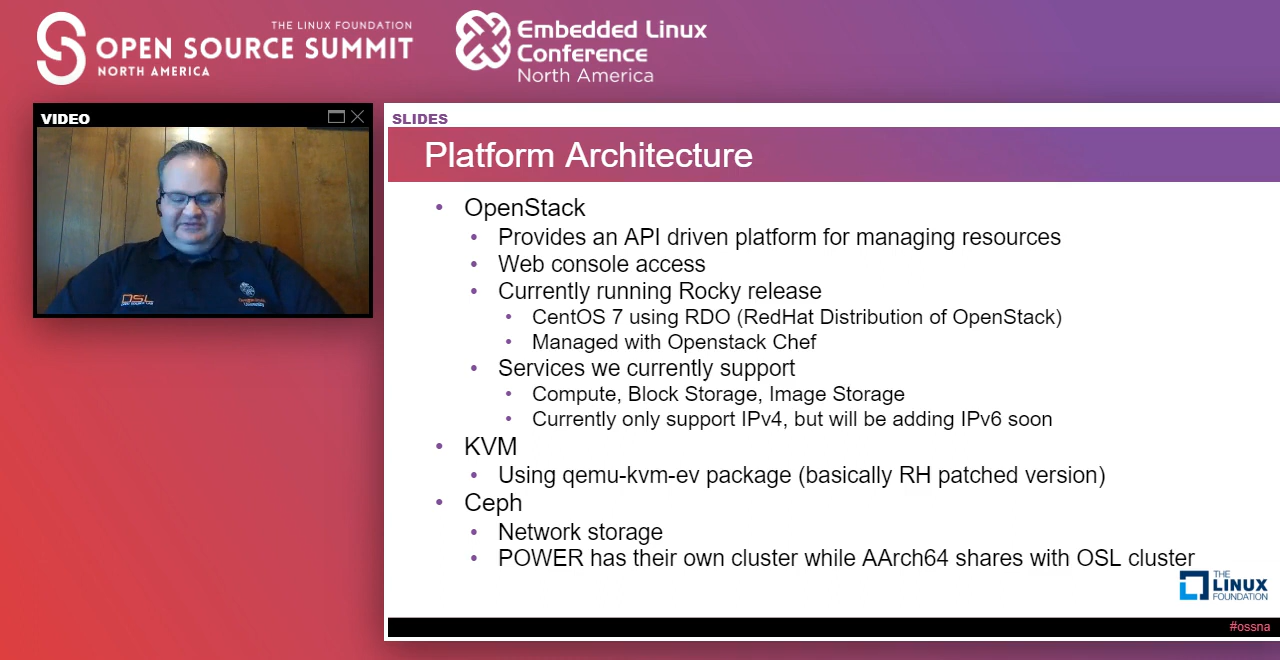 THE LINUX FOUNDATION
OPEN SOURCE SUMMIT
NORTH AMERICA
Embedded Linux
Conference
North America
VIDEO
OSL
SLIDES
Platform Architecture
• OpenStack
• Provides an API driven platform for managing resources
• Web console access
• Currently running Rocky release
• CentOS 7 using RDO (RedHat Distribution of OpenStack)
• Managed with Openstack Chef
• Services we currently support
• Compute, Block Storage, Image Storage
• Currently only support IPv4, but will be adding IPv6 soon
• KVM
• Using qemu-kvm-ev package (basically RH patched version)
• Ceph
• Network storage
• POWER has their own cluster while AArch64 shares with OSL cluster
THE
LINUX
FOUNDATION
#ossna